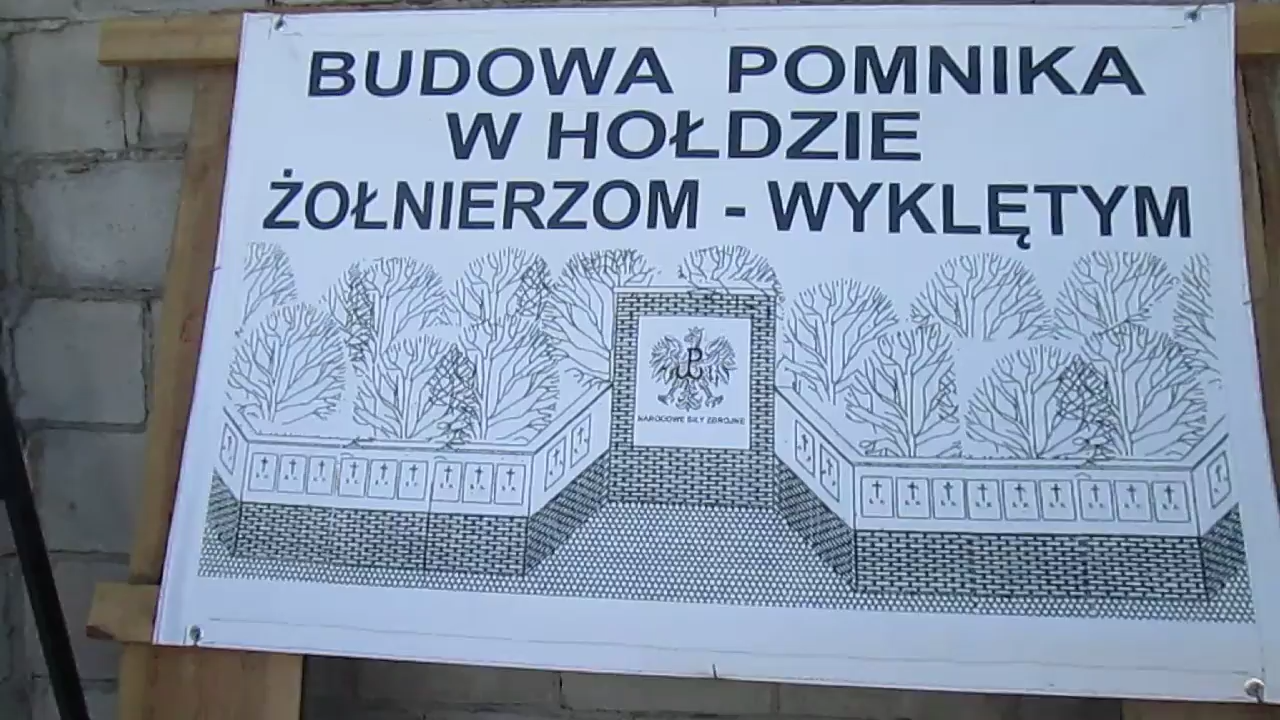 BUDOWA POMNIKA
W HOŁDZIE
ŻOŁNIERZOM - WYKLĘTYM
NARODOWE SIŁY ZBROJNE